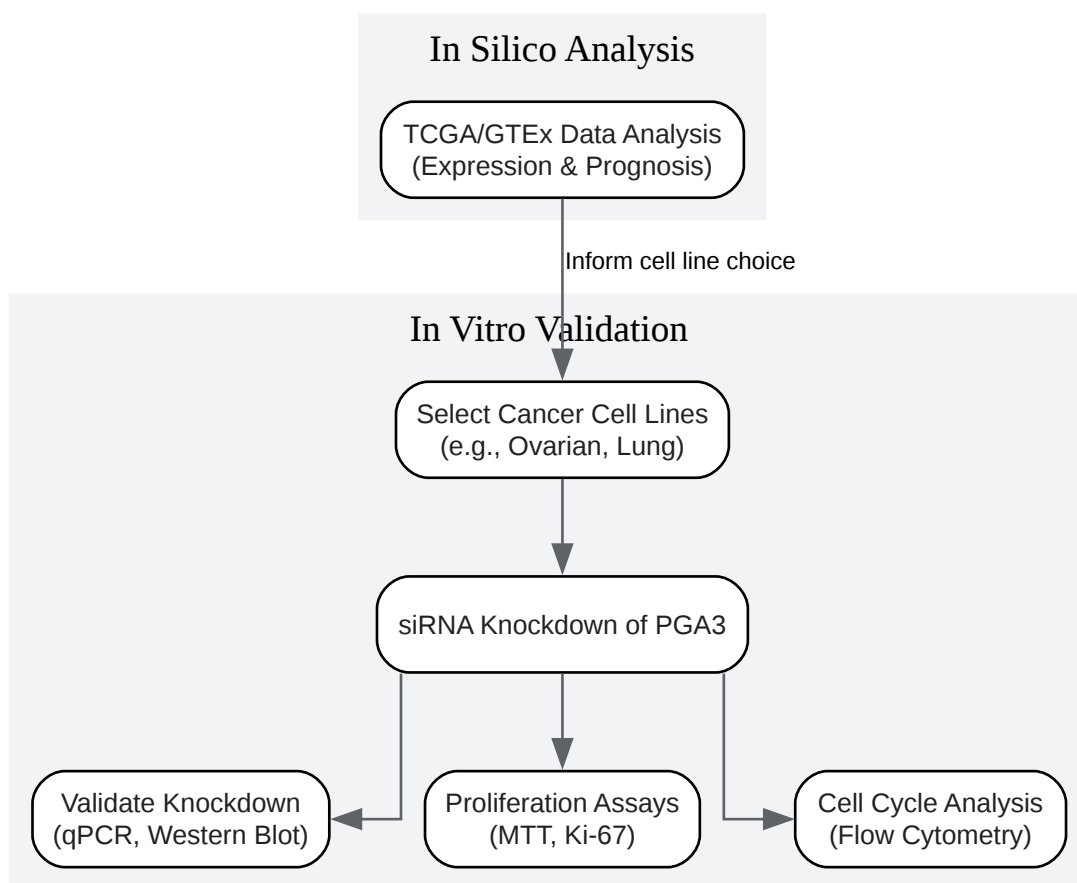 In Silico Analysis
TCGA/GTEx Data Analysis
(Expression & Prognosis)
Inform cell line choice
In Vitro Validation
Select Cancer Cell Lines
(e.g., Ovarian, Lung)
siRNA Knockdown of PGA3
Validate Knockdown
(qPCR, Western Blot)
Proliferation Assays
(MTT, Ki-67)
Cell Cycle Analysis
(Flow Cytometry)